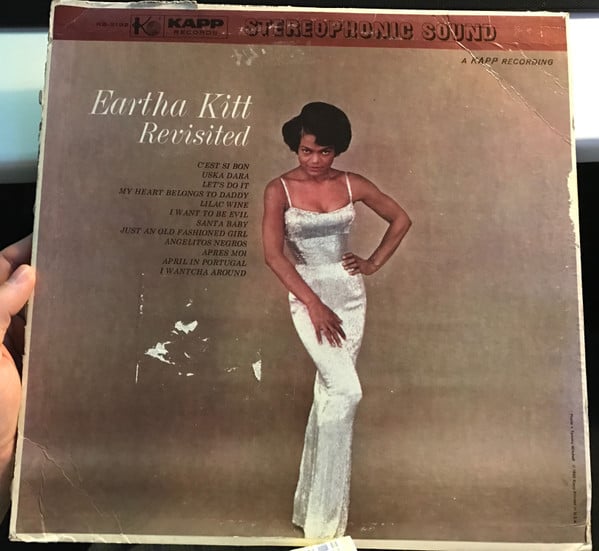 KS-3192 K KAPP RECORDS STEREOPHONIC SOUND
A KAPP RECORDING
Eartha Kitt
Revisited
C'EST SI BON
USKA DARA
LET'S DO IT
MY HEART BELONGS TO DADDY
LILAC WINE
I WANT TO BE EVIL
SANTA BABY
JUST AN OLD FASHIONED GIRL
ANGELITOS NEGROS
APRES MOI
APRIL IN PORTUGAL
I WANTCHA AROUND